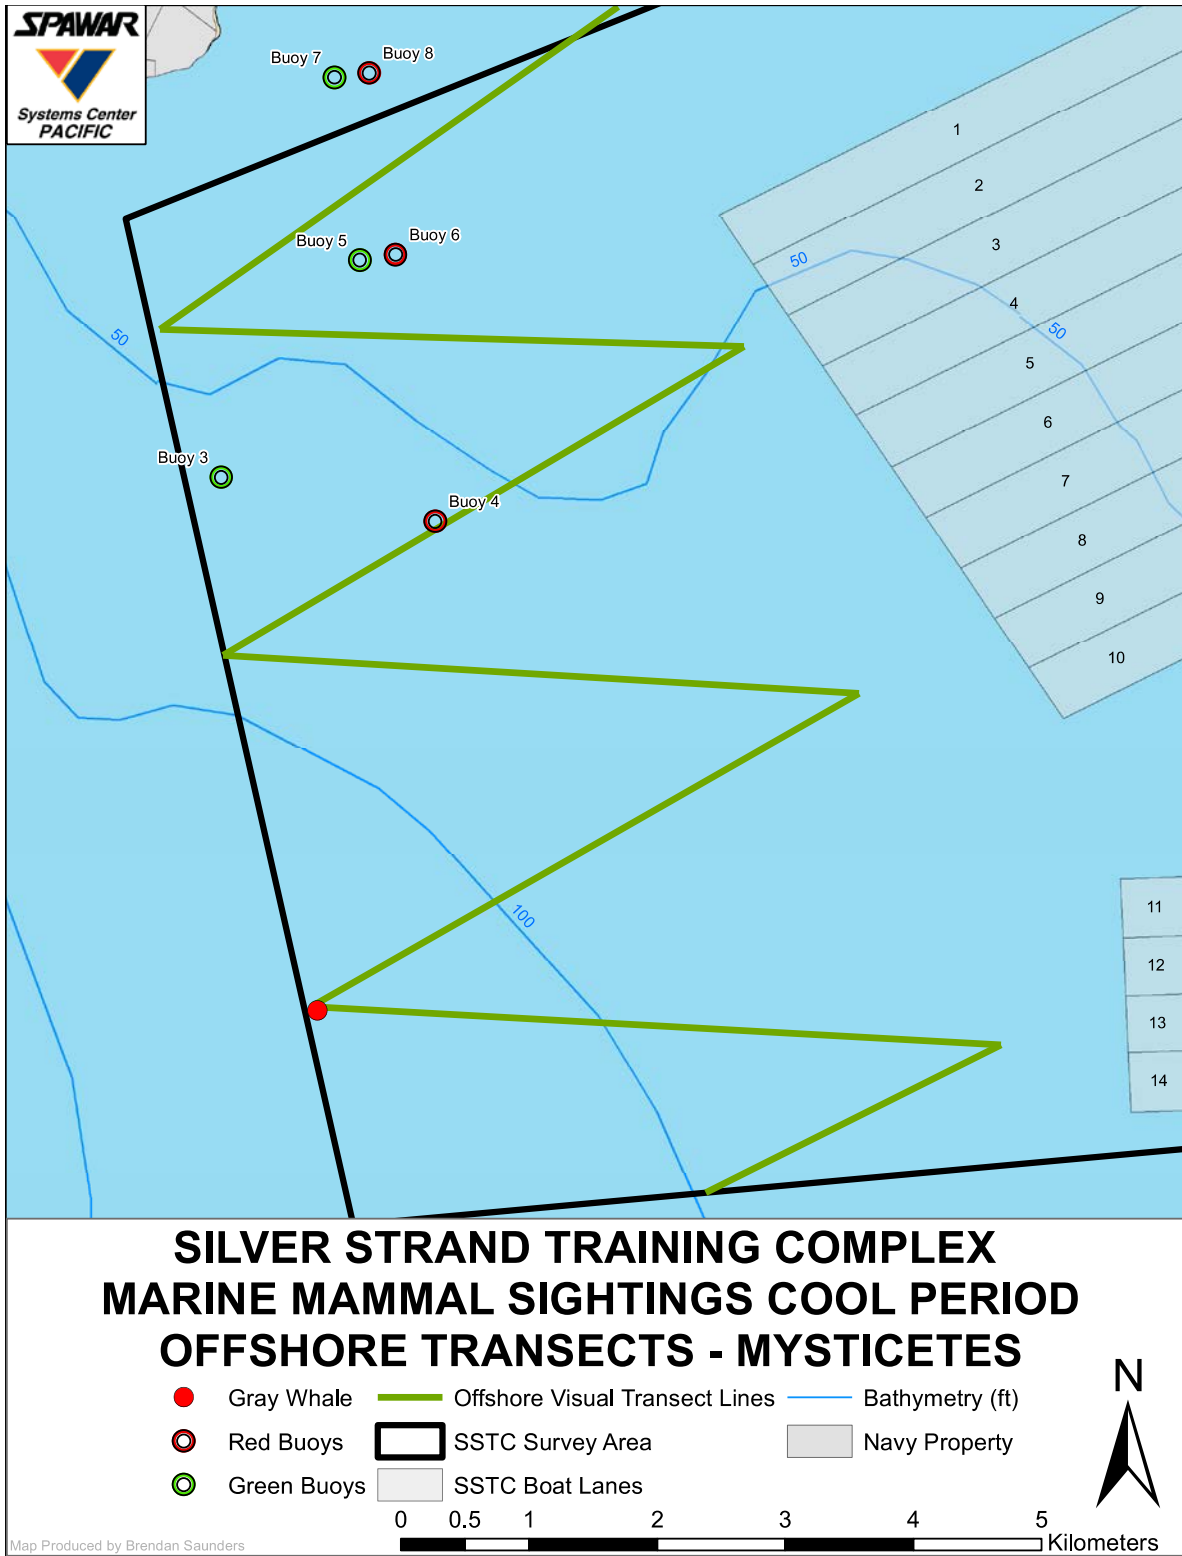 SPAWAR
Systems Center
PACIFIC
Buoy 7
Buoy 8
1
2
Buoy 5
Buoy 6
3
50
4
50
50
5
6
Buoy 3
7
Buoy 4
8
9
10
11
100
12
13
14
SILVER STRAND TRAINING COMPLEX
MARINE MAMMAL SIGHTINGS COOL PERIOD
OFFSHORE TRANSECTS - MYSTICETES
Gray Whale
Offshore Visual Transect Lines
Bathymetry (ft)
Red Buoys
SSTC Survey Area
Navy Property
Green Buoys
SSTC Boat Lanes
N
0 0.5 1 2 3 4 5
Kilometers
Map Produced by Brendan Saunders